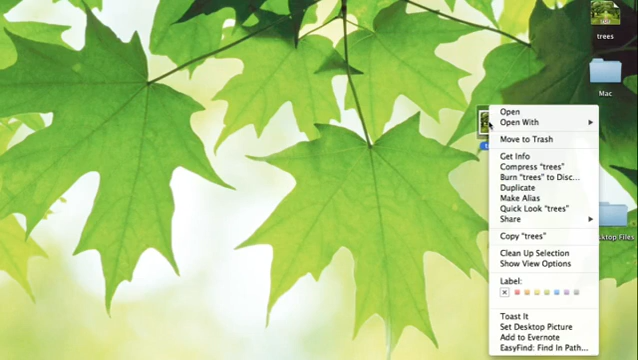 trees
Mac
Open
Open With
Move to Trash
Get Info
Compress “trees”
Burn “trees” to Disc...
Duplicate
Make Alias
Quick Look “trees”
Share
sktop Files
Copy “trees”
Clean Up Selection
Show View Options
Label:
Toast It
Set Desktop Picture
Add to Evernote
EasyFind: Find In Path...